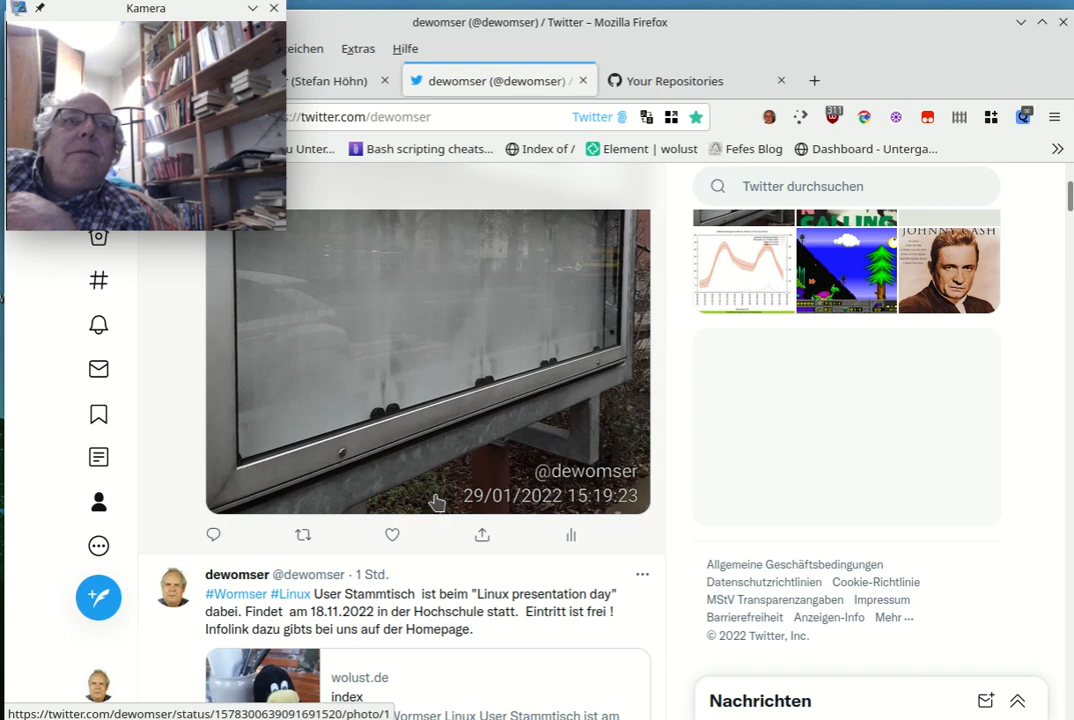 Kamera
dewomser (@dewomser) / Twitter – Mozilla Firefox
eichen Extras Hilfe
(Stefan Höhn)
dewomser (@dewomser) /
Your Repositories
://twitter.com/dewomser
Twitter
311
u Unter...
Bash scripting cheats...
Index of /
Element | wolust
Fefes Blog
Dashboard - Unterga...
Twitter durchsuchen
CALLING
JOHNNY CASH
@dewomser
29/01/2022 15:19:23
dewomser @dewomser · 1 Std.
#Wormser #Linux User Stammtisch ist beim "Linux presentation day"
dabei. Findet am 18.11.2022 in der Hochschule statt. Eintritt ist frei !
Infolink dazu gibts bei uns auf der Homepage.
wolust.de
index
Wormser Linux User Stammtisch ist am
Allgemeine Geschäftsbedingungen
Datenschutzrichtlinien Cookie-Richtlinie
MStV Transparenzangaben Impressum
Barrierefreiheit Anzeigen-Info Mehr ···
© 2022 Twitter, Inc.
Nachrichten
https://twitter.com/dewomser/status/1578300639091691520/photo/1